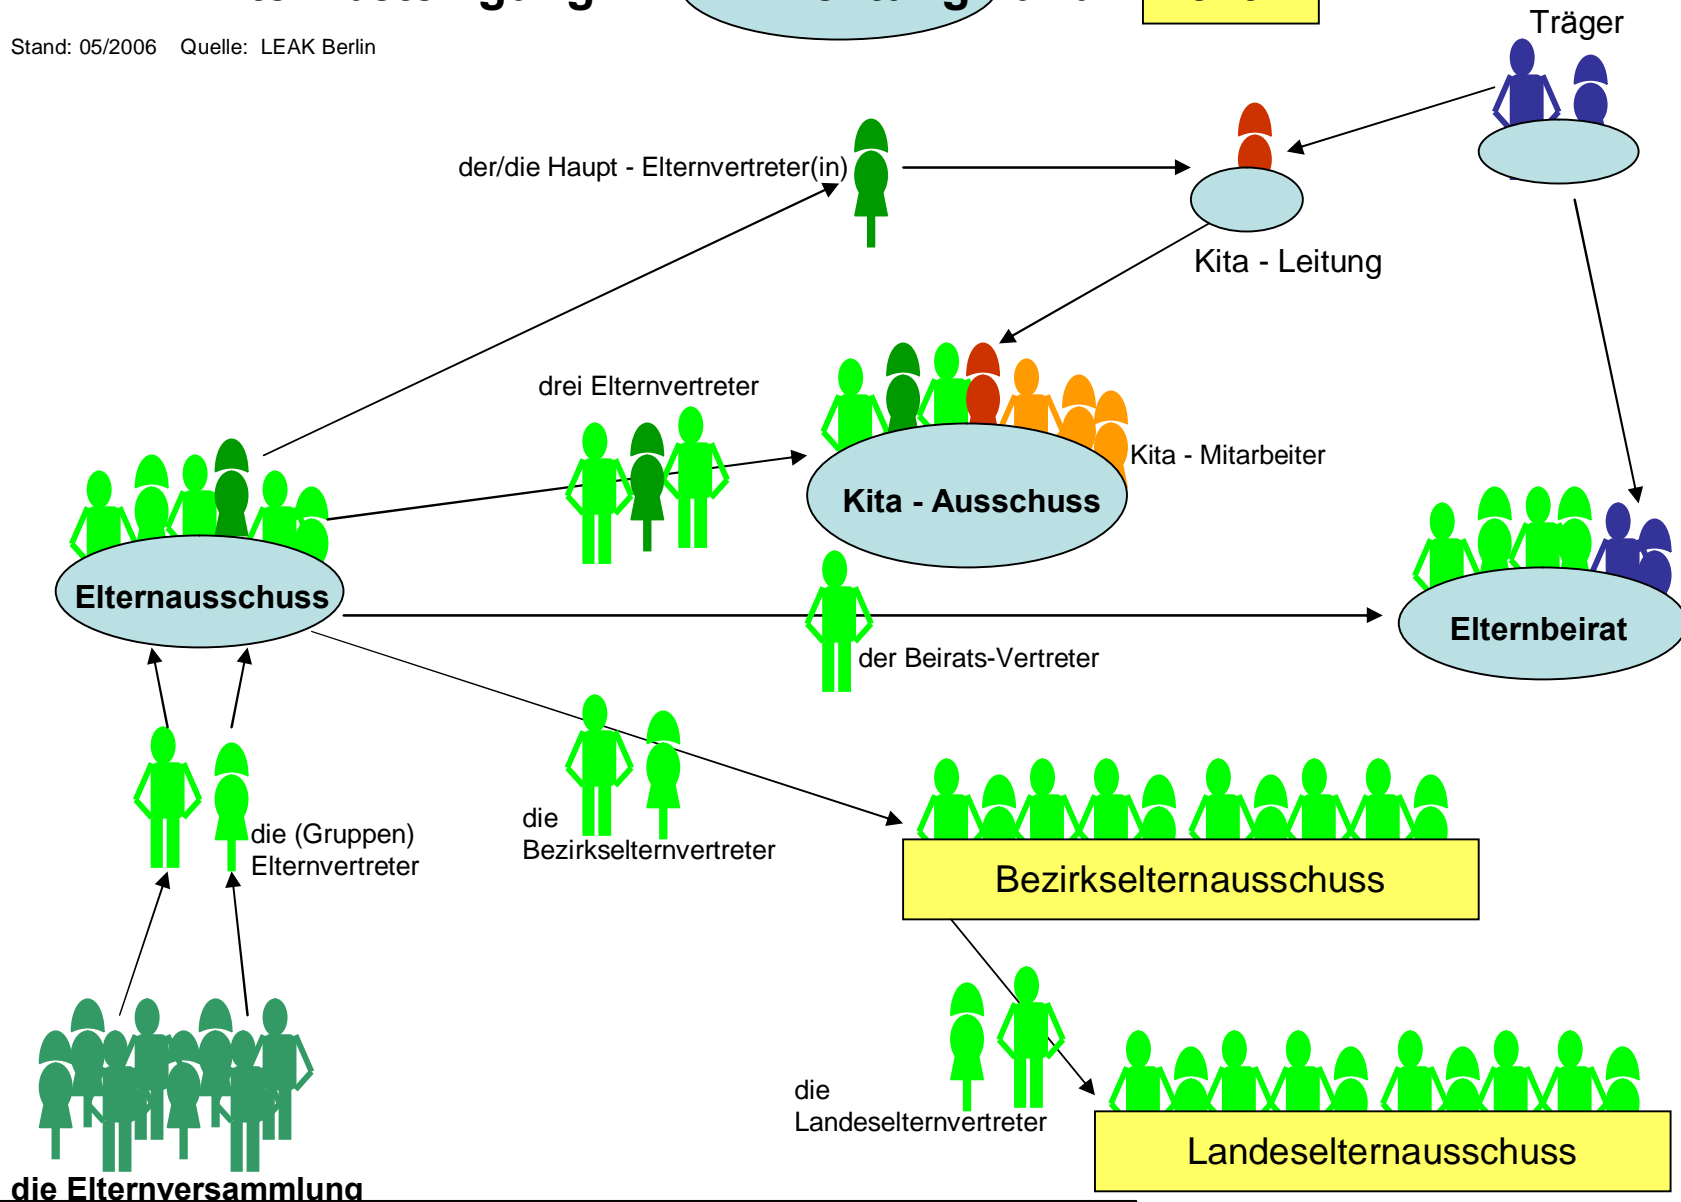 Stand: 05/2006 Quelle: LEAK Berlin
Träger
der/die Haupt - Elternvertreter(in)
Kita - Leitung
drei Elternvertreter
Kita - Mitarbeiter
Kita - Ausschuss
Elternausschuss
Elternbeirat
der Beirats-Vertreter
die (Gruppen)
Elternvertreter
die
Bezirkselternvertreter
Bezirkselternausschuss
die
Landeselternvertreter
Landeselternausschuss
die Elternversammlung